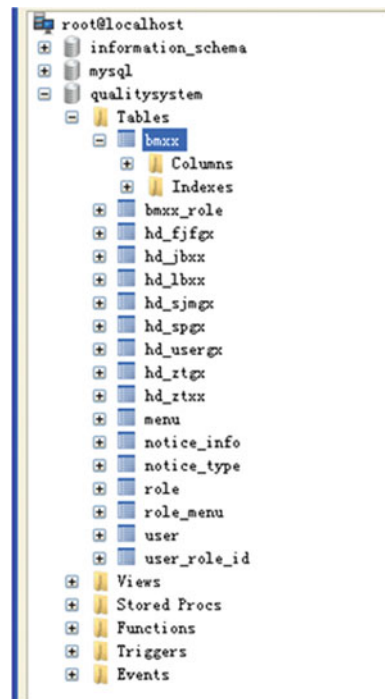 root@localhost
information_schema
mysql
qualitysystem
Tables
bmxx
Columns
Indexes
bmxx_role
hd_fjfgx
hd_jbxx
hd_lbxx
hd_sjmgx
hd_spgx
hd_usergx
hd_ztgx
hd_ztxx
menu
notice_info
notice_type
role
role_menu
user
user_role_id
Views
Stored Procs
Functions
Triggers
Events